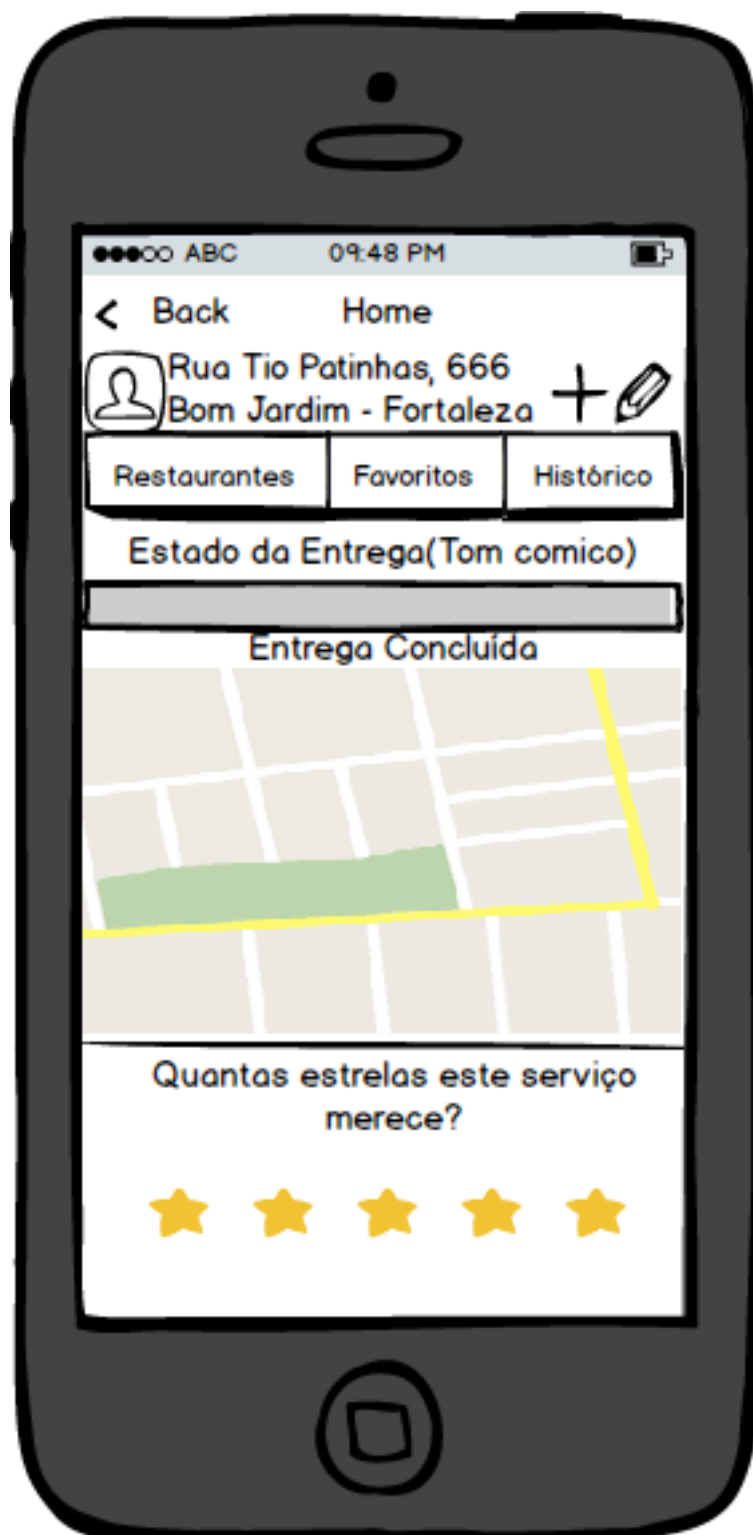 ABC 09:48 PM
Back Home
Rua Tio Patinhas, 666
Bom Jardim - Fortaleza
Restaurantes Favoritos Histórico
Estado da Entrega(Tom comico)
Entrega Concluída
Quantas estrelas este serviço
merece?